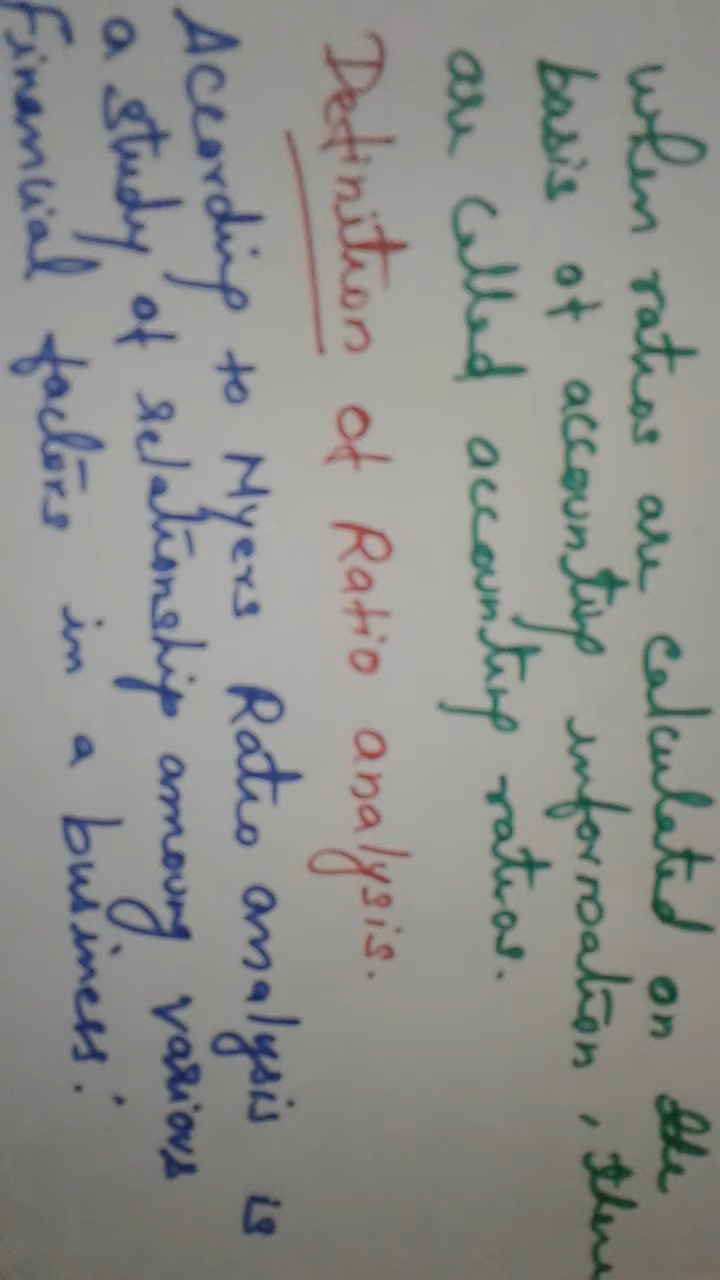 When ratios are calculated on the
basis of accounting information, then
are called accounting ratios.
Definition of Ratio analysis.
According to Myers Ratio analysis is
a study of relationship among various
Financial factors in a business.